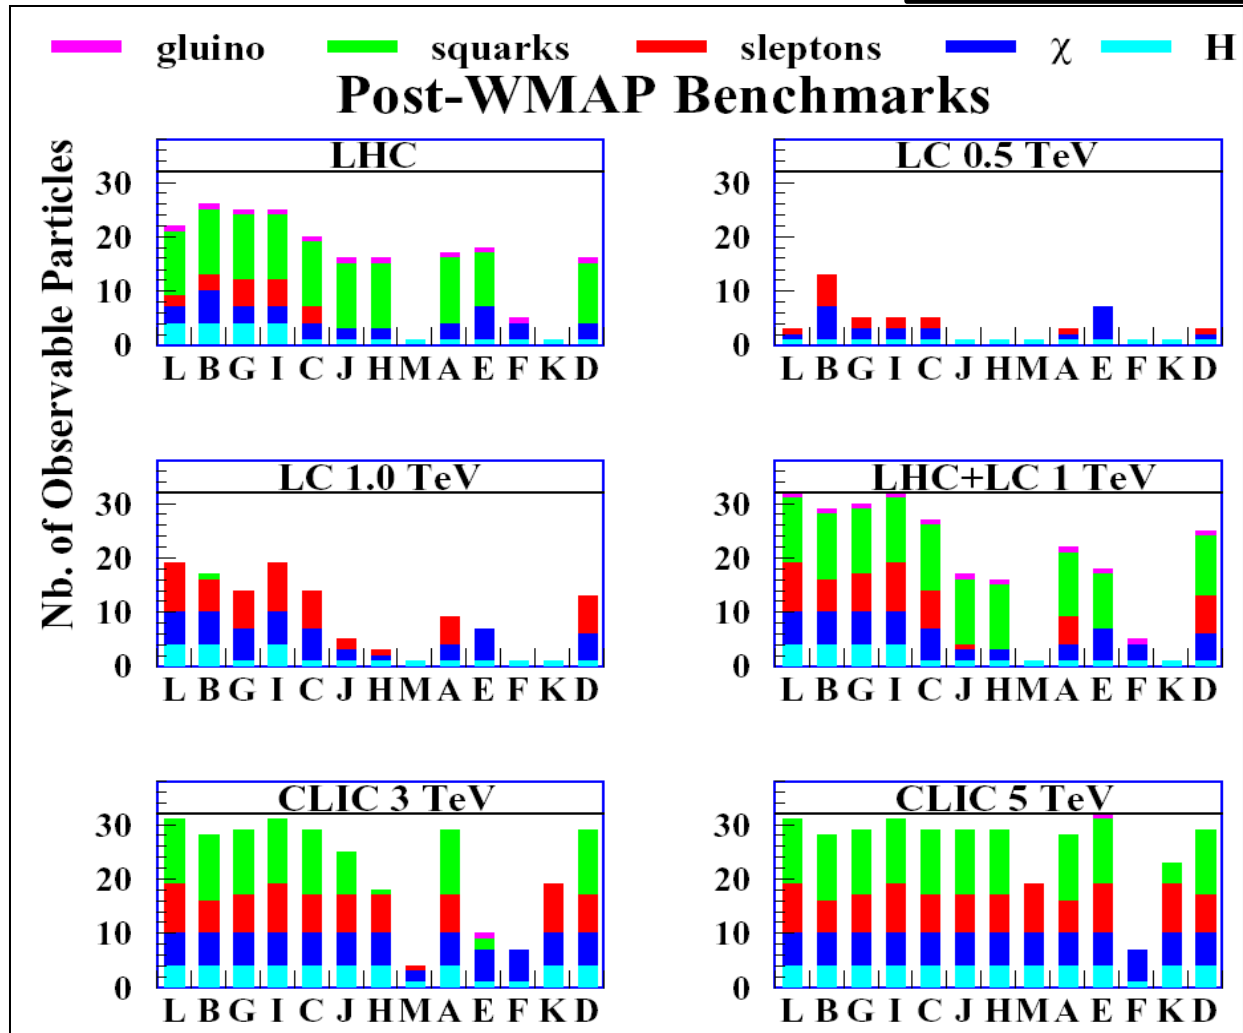 gluino squarks sleptons χ H
Post-WMAP Benchmarks
Nb. of Observable Particles
LHC
30
20
10
0
L B G I C J H M A E F K D
LC 0.5 TeV
30
20
10
0
L B G I C J H M A E F K D
LC 1.0 TeV
30
20
10
0
L B G I C J H M A E F K D
LHC+LC 1 TeV
30
20
10
0
L B G I C J H M A E F K D
CLIC 3 TeV
30
20
10
0
L B G I C J H M A E F K D
CLIC 5 TeV
30
20
10
0
L B G I C J H M A E F K D